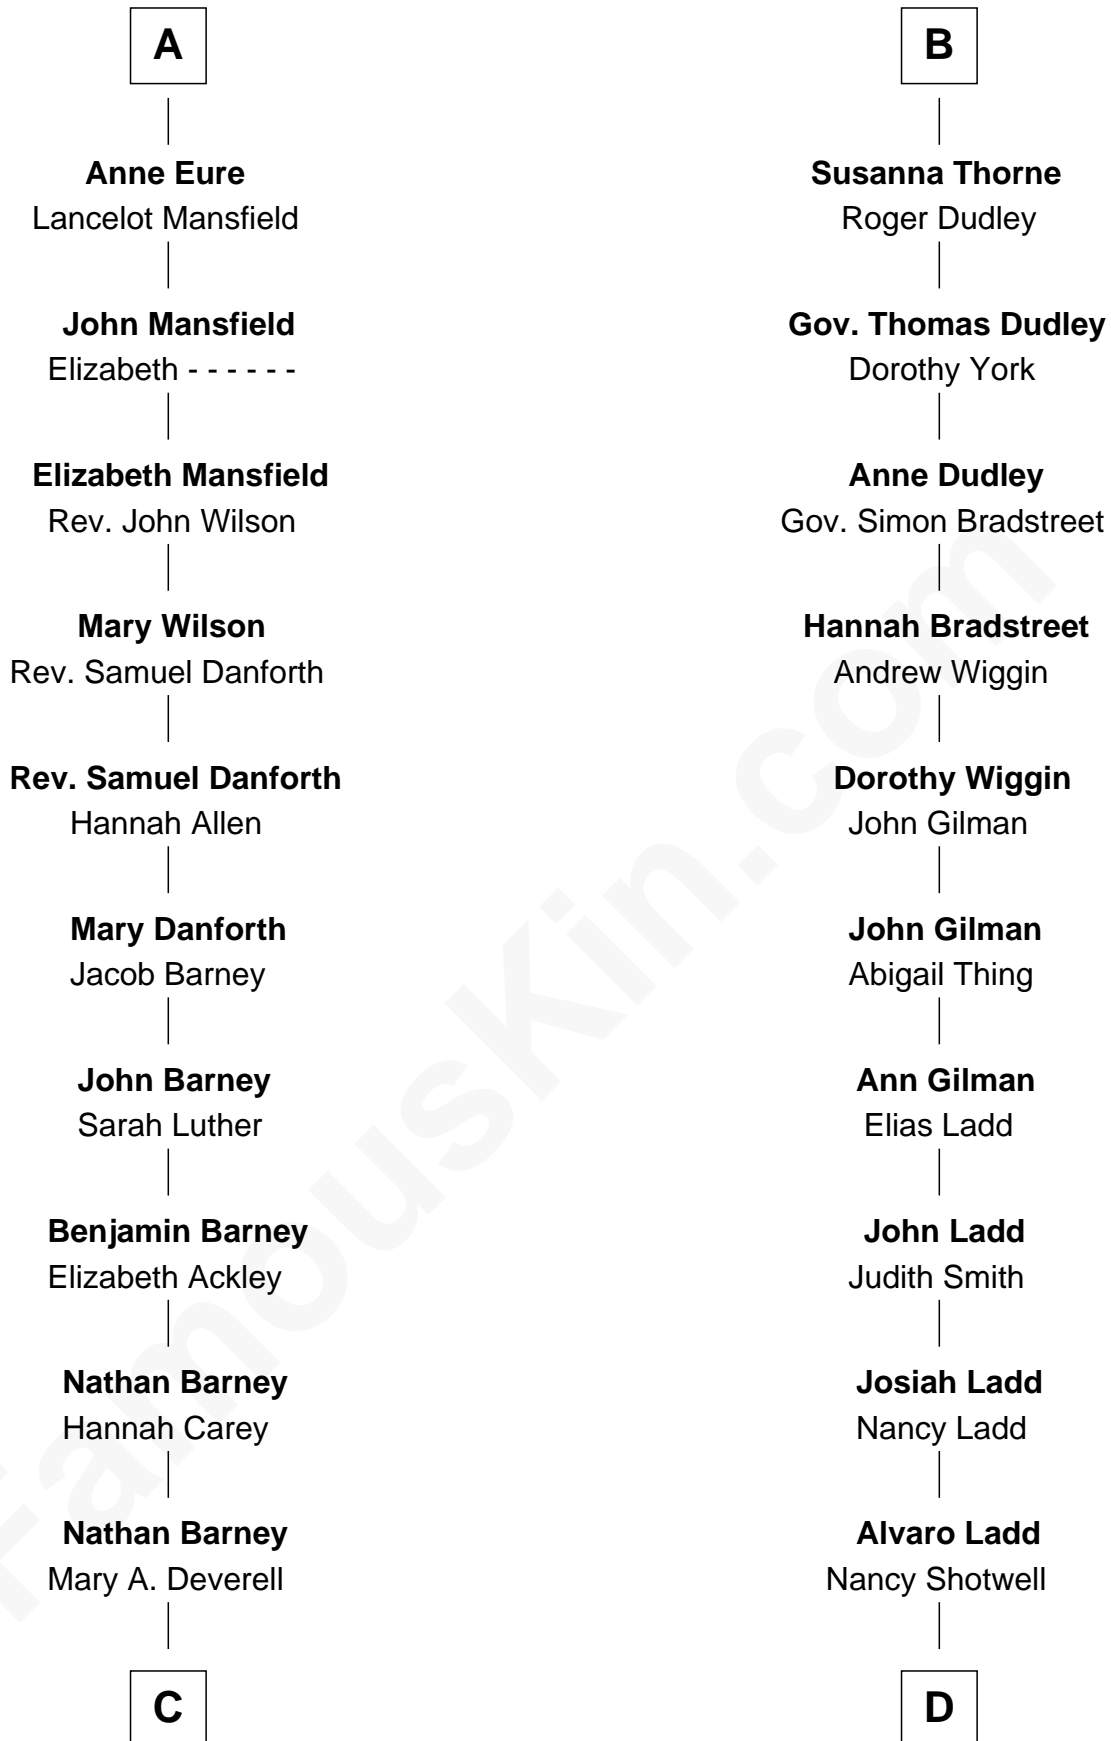 A
Anne Eure
Lancelot Mansfield
John Mansfield
Elizabeth - - - - - -
Elizabeth Mansfield
Rev. John Wilson
Mary Wilson
Rev. Samuel Danforth
Rev. Samuel Danforth
Hannah Allen
Mary Danforth
Jacob Barney
John Barney
Sarah Luther
Benjamin Barney
Elizabeth Ackley
Nathan Barney
Hannah Carey
Nathan Barney
Mary A. Deverell
C
B
Susanna Thorne
Roger Dudley
Gov. Thomas Dudley
Dorothy York
Anne Dudley
Gov. Simon Bradstreet
Hannah Bradstreet
Andrew Wiggin
Dorothy Wiggin
John Gilman
John Gilman
Abigail Thing
Ann Gilman
Elias Ladd
John Ladd
Judith Smith
Josiah Ladd
Nancy Ladd
Alvaro Ladd
Nancy Shotwell
D
FamousKin.com